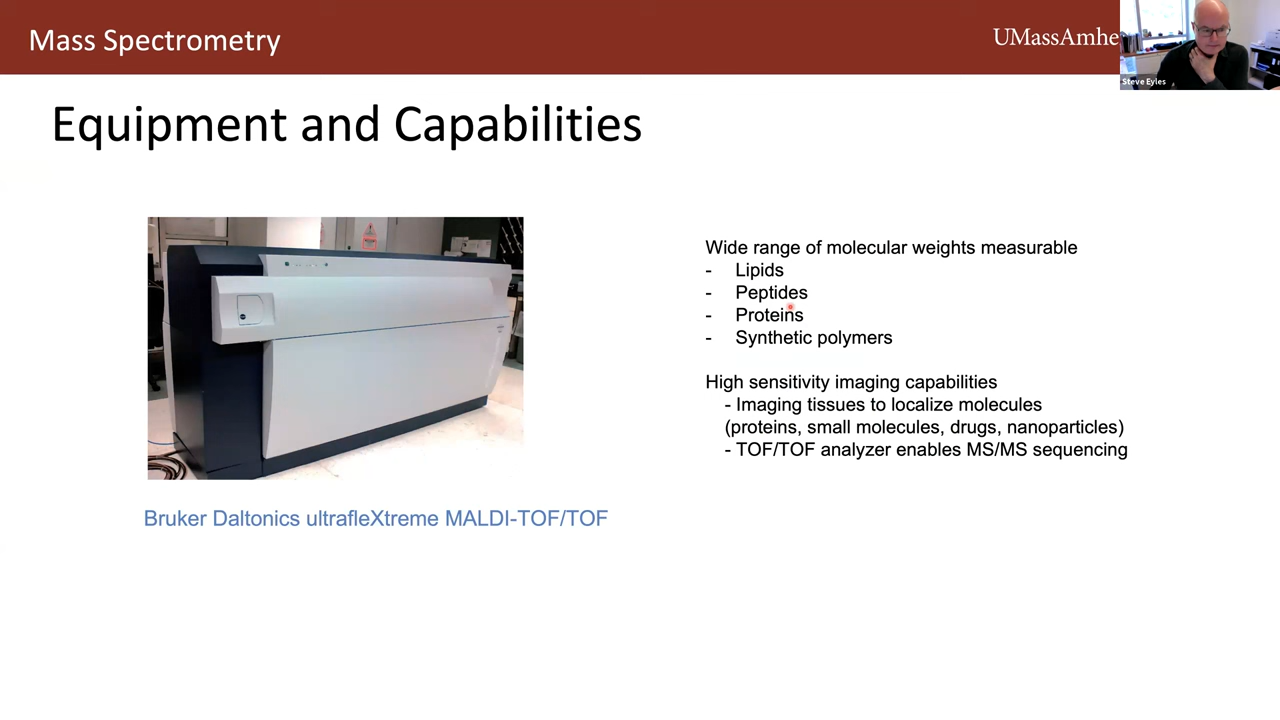 Mass Spectrometry
UMassAmhe
Steve Eyles
Equipment and Capabilities
Wide range of molecular weights measurable
- Lipids
- Peptides
- Proteins
- Synthetic polymers
High sensitivity imaging capabilities
- Imaging tissues to localize molecules
(proteins, small molecules, drugs, nanoparticles)
- TOF/TOF analyzer enables MS/MS sequencing
Bruker Daltonics ultrafleXtreme MALDI-TOF/TOF